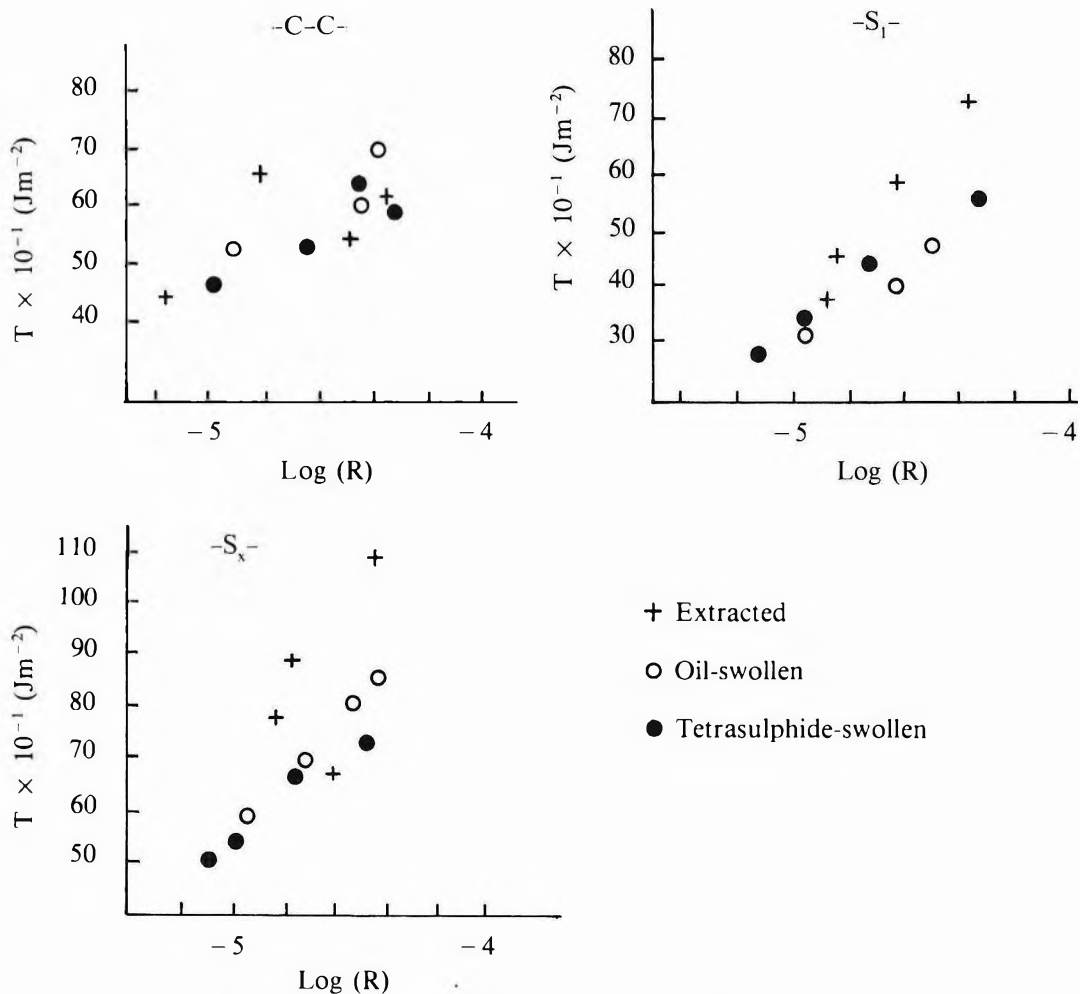 -C-C-
80
70
60
50
40
T × 10⁻¹ (Jm⁻²)
-5
-4
Log (R)
-S₁-
80
70
60
50
40
30
T × 10⁻¹ (Jm⁻²)
-5
-4
Log (R)
-Sₓ-
110
100
90
80
70
60
50
T × 10⁻¹ (Jm⁻²)
-5
-4
Log (R)
+ Extracted
○ Oil-swollen
● Tetrasulphide-swollen